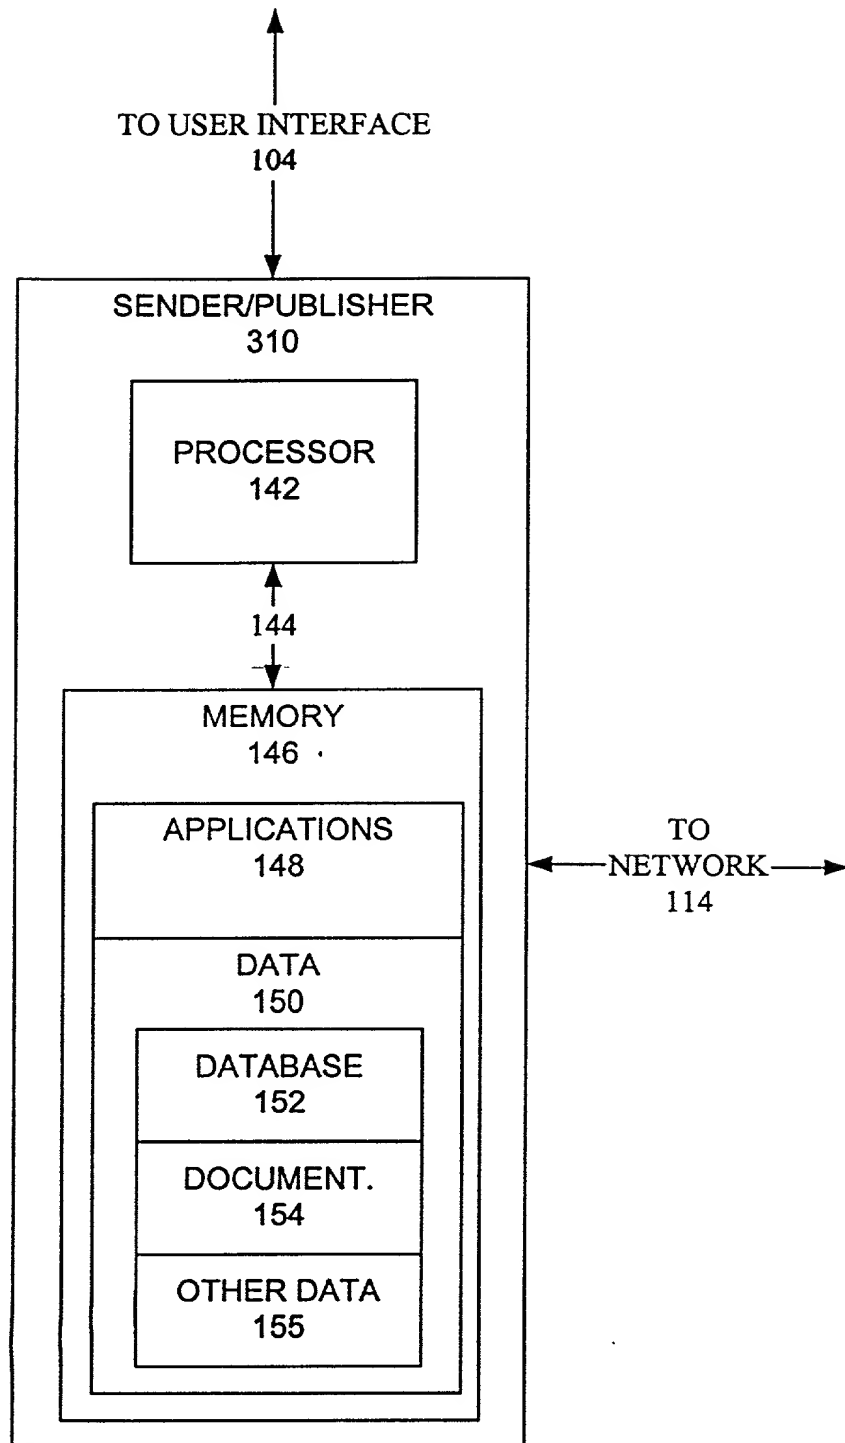 TO USER INTERFACE
104
SENDER/PUBLISHER
310
PROCESSOR
142
144
MEMORY
146
APPLICATIONS
148
TO
NETWORK
114
DATA
150
DATABASE
152
DOCUMENT.
154
OTHER DATA
155